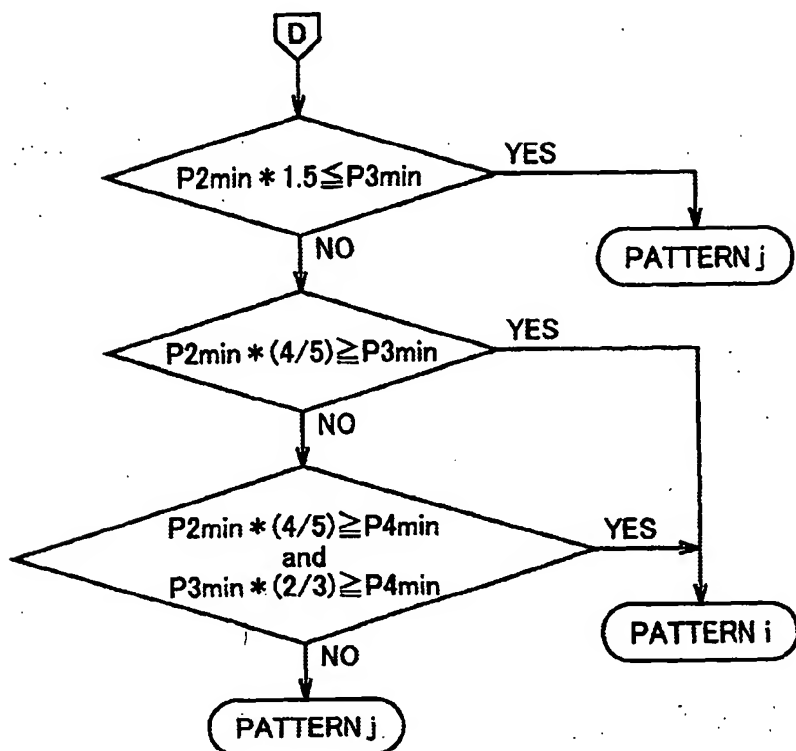 D
P2min * 1.5≦P3min
YES
PATTERN j
NO
P2min * (4/5)≧P3min
YES
NO
P2min * (4/5)≧P4min
and
P3min * (2/3)≧P4min
YES
PATTERN i
NO
PATTERN j